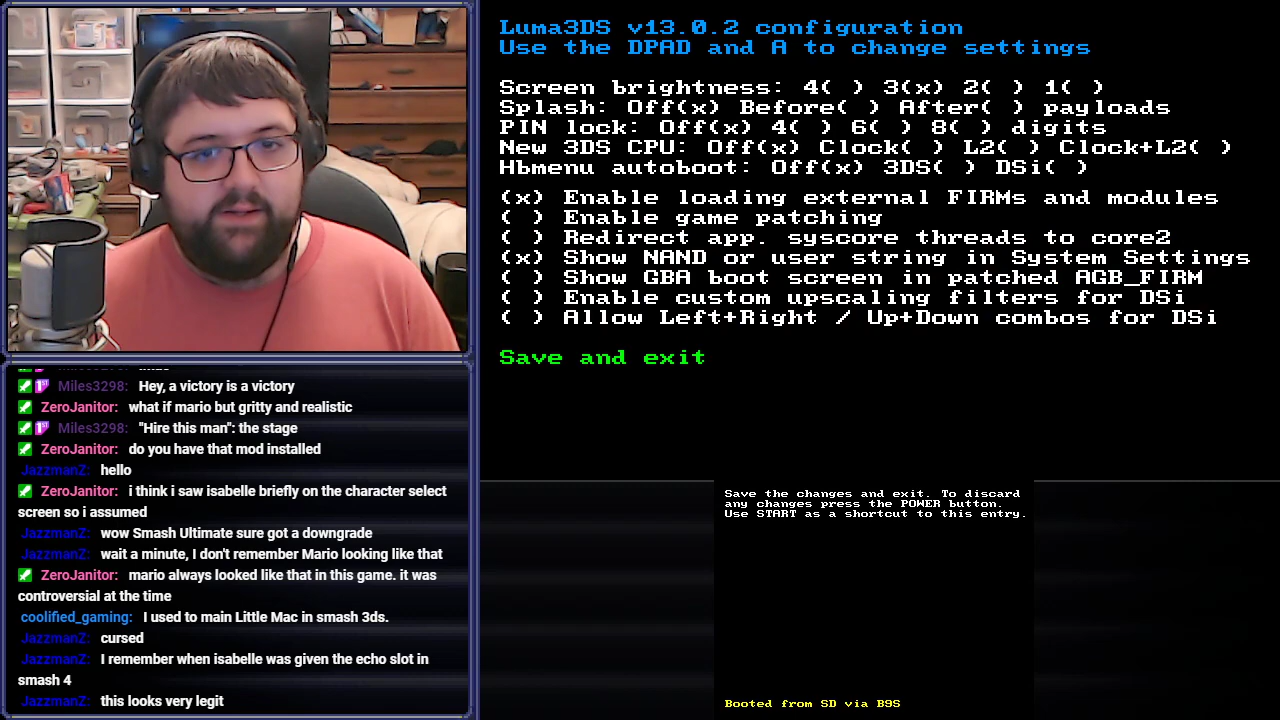 Luma3DS v13.0.2 configuration
Use the DPAD and A to change settings
Screen brightness: 4( ) 3(x) 2( ) 1( )
Splash: Off(x) Before( ) After( ) payloads
PIN lock: Off(x) 4( ) 6( ) 8( ) digits
New 3DS CPU: Off(x) Clock( ) L2( ) Clock+L2( )
Hbmenu autoboot: Off(x) 3DS( ) DSi( )
(x) Enable loading external FIRMs and modules
( ) Enable game patching
( ) Redirect app. syscore threads to core2
(x) Show NAND or user string in System Settings
( ) Show GBA boot screen in patched AGB_FIRM
( ) Enable custom upscaling filters for DSi
( ) Allow Left+Right / Up+Down combos for DSi
Save and exit
Save the changes and exit. To discard
any changes press the POWER button.
Use START as a shortcut to this entry.
Booted from SD via B9S
1st Miles3298: Hey, a victory is a victory
ZeroJanitor: what if mario but gritty and realistic
1st Miles3298: "Hire this man": the stage
ZeroJanitor: do you have that mod installed
JazzmanZ: hello
ZeroJanitor: i think i saw isabelle briefly on the character select
screen so i assumed
JazzmanZ: wow Smash Ultimate sure got a downgrade
JazzmanZ: wait a minute, I don't remember Mario looking like that
ZeroJanitor: mario always looked like that in this game. it was
controversial at the time
coolified_gaming: I used to main Little Mac in smash 3ds.
JazzmanZ: cursed
JazzmanZ: I remember when isabelle was given the echo slot in
smash 4
JazzmanZ: this looks very legit